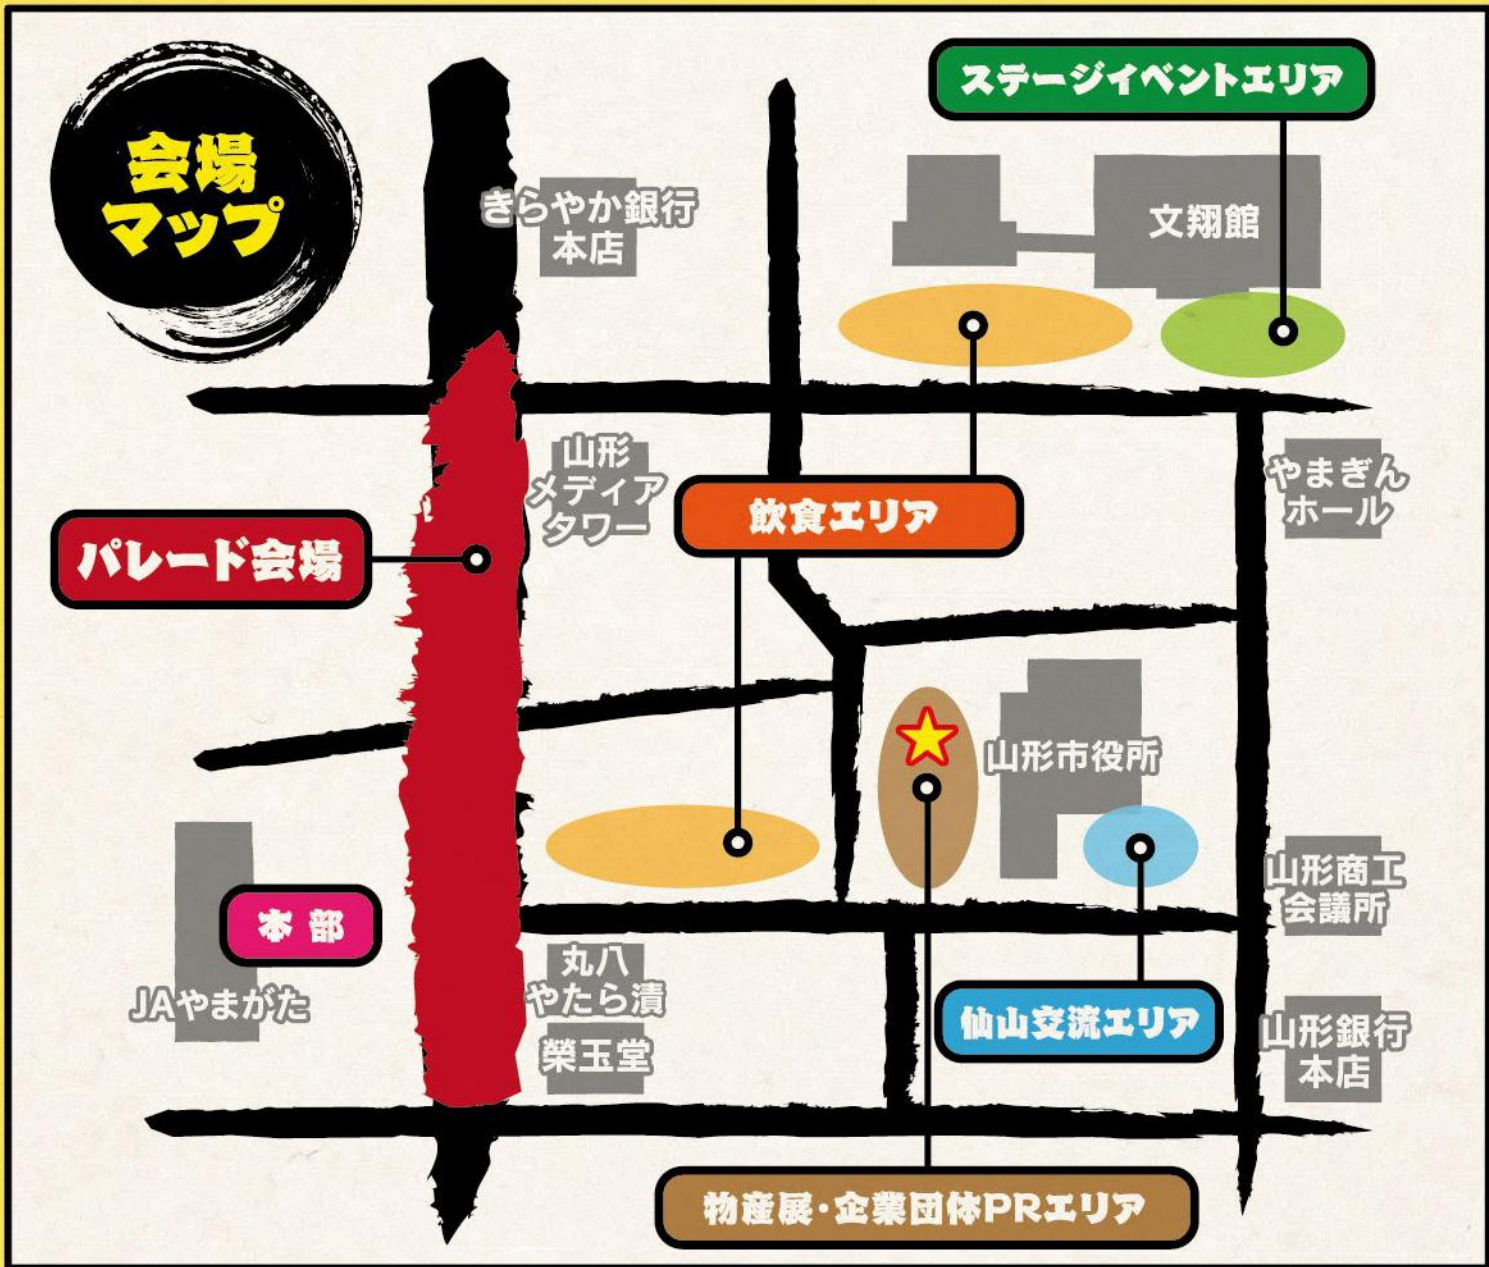 会場
マップ
ステージイベントエリア
きらやか銀行
本店
文翔館
山形
メディア
タワー
飲食エリア
やまぎん
ホール
パレード会場
山形市役所
山形商工
会議所
本部
JAやまがた
丸八
やたら漬
榮玉堂
仙山交流エリア
山形銀行
本店
物産展・企業団体PRエリア